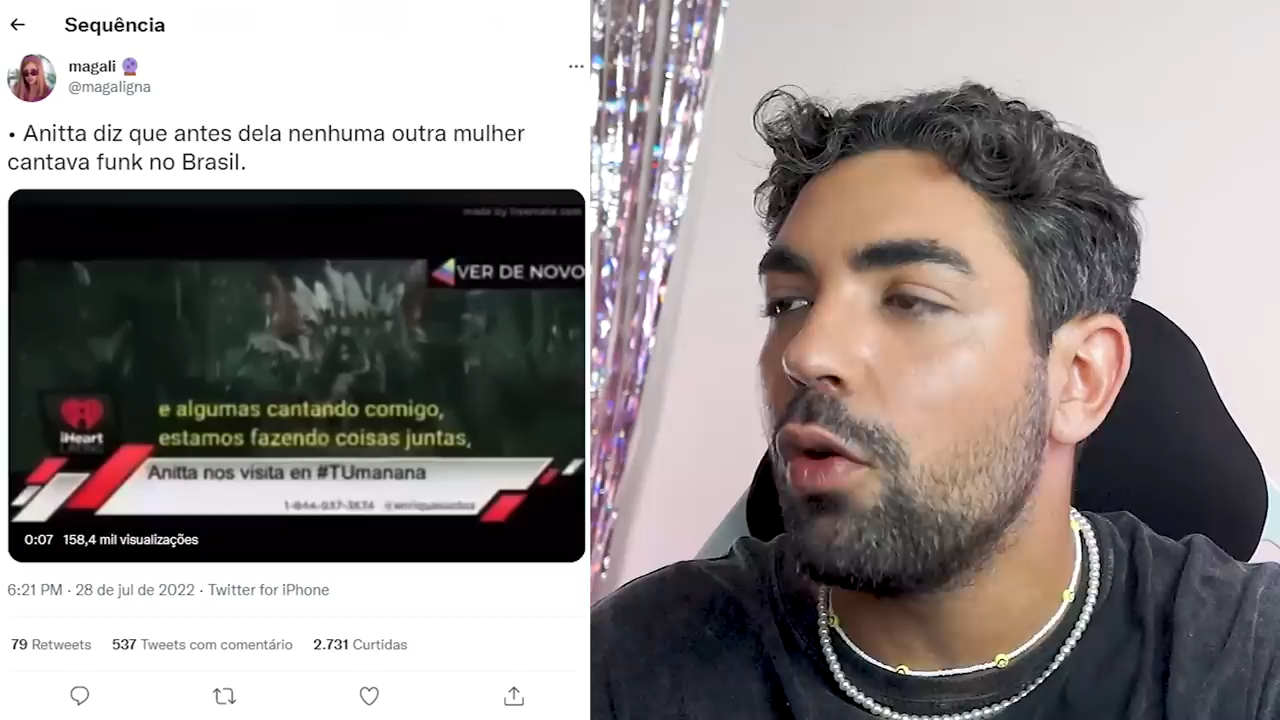 Sequência
magali
@magaligna
• Anitta diz que antes dela nenhuma outra mulher
cantava funk no Brasil.
VER DE NOVO
e algumas cantando comigo,
estamos fazendo coisas juntas,
iHeart
Anitta nos visita en #TUmanana
0:07 158,4 mil visualizações
6:21 PM · 28 de jul de 2022 · Twitter for iPhone
79 Retweets 537 Tweets com comentário 2.731 Curtidas